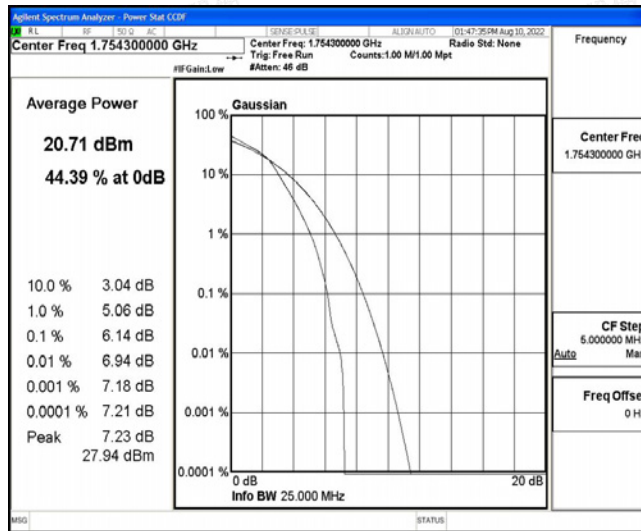 Agilent Spectrum Analyzer - Power Stat CCDF
RL RF 50 Ω AC SENSE:PULSE ALIGN AUTO 01:47:35 PM Aug 10, 2022
Center Freq 1.754300000 GHz
Center Freq: 1.754300000 GHz Radio Std: None
Trig: Free Run Counts:1.00 M/1.00 Mpt
#IFGain:Low #Atten: 46 dB
Frequency
Average Power
20.71 dBm
44.39 % at 0dB
10.0 % 3.04 dB
1.0 % 5.06 dB
0.1 % 6.14 dB
0.01 % 6.94 dB
0.001 % 7.18 dB
0.0001 % 7.21 dB
Peak 7.23 dB
27.94 dBm
Gaussian
100 %
10 %
1 %
0.1 %
0.01 %
0.001 %
0.0001 %
0 dB 20 dB
Info BW 25.000 MHz
Center Fre
1.754300000 GH
CF Step
5.000000 MH
Auto Ma
Freq Offse
0 H
MSG STATUS